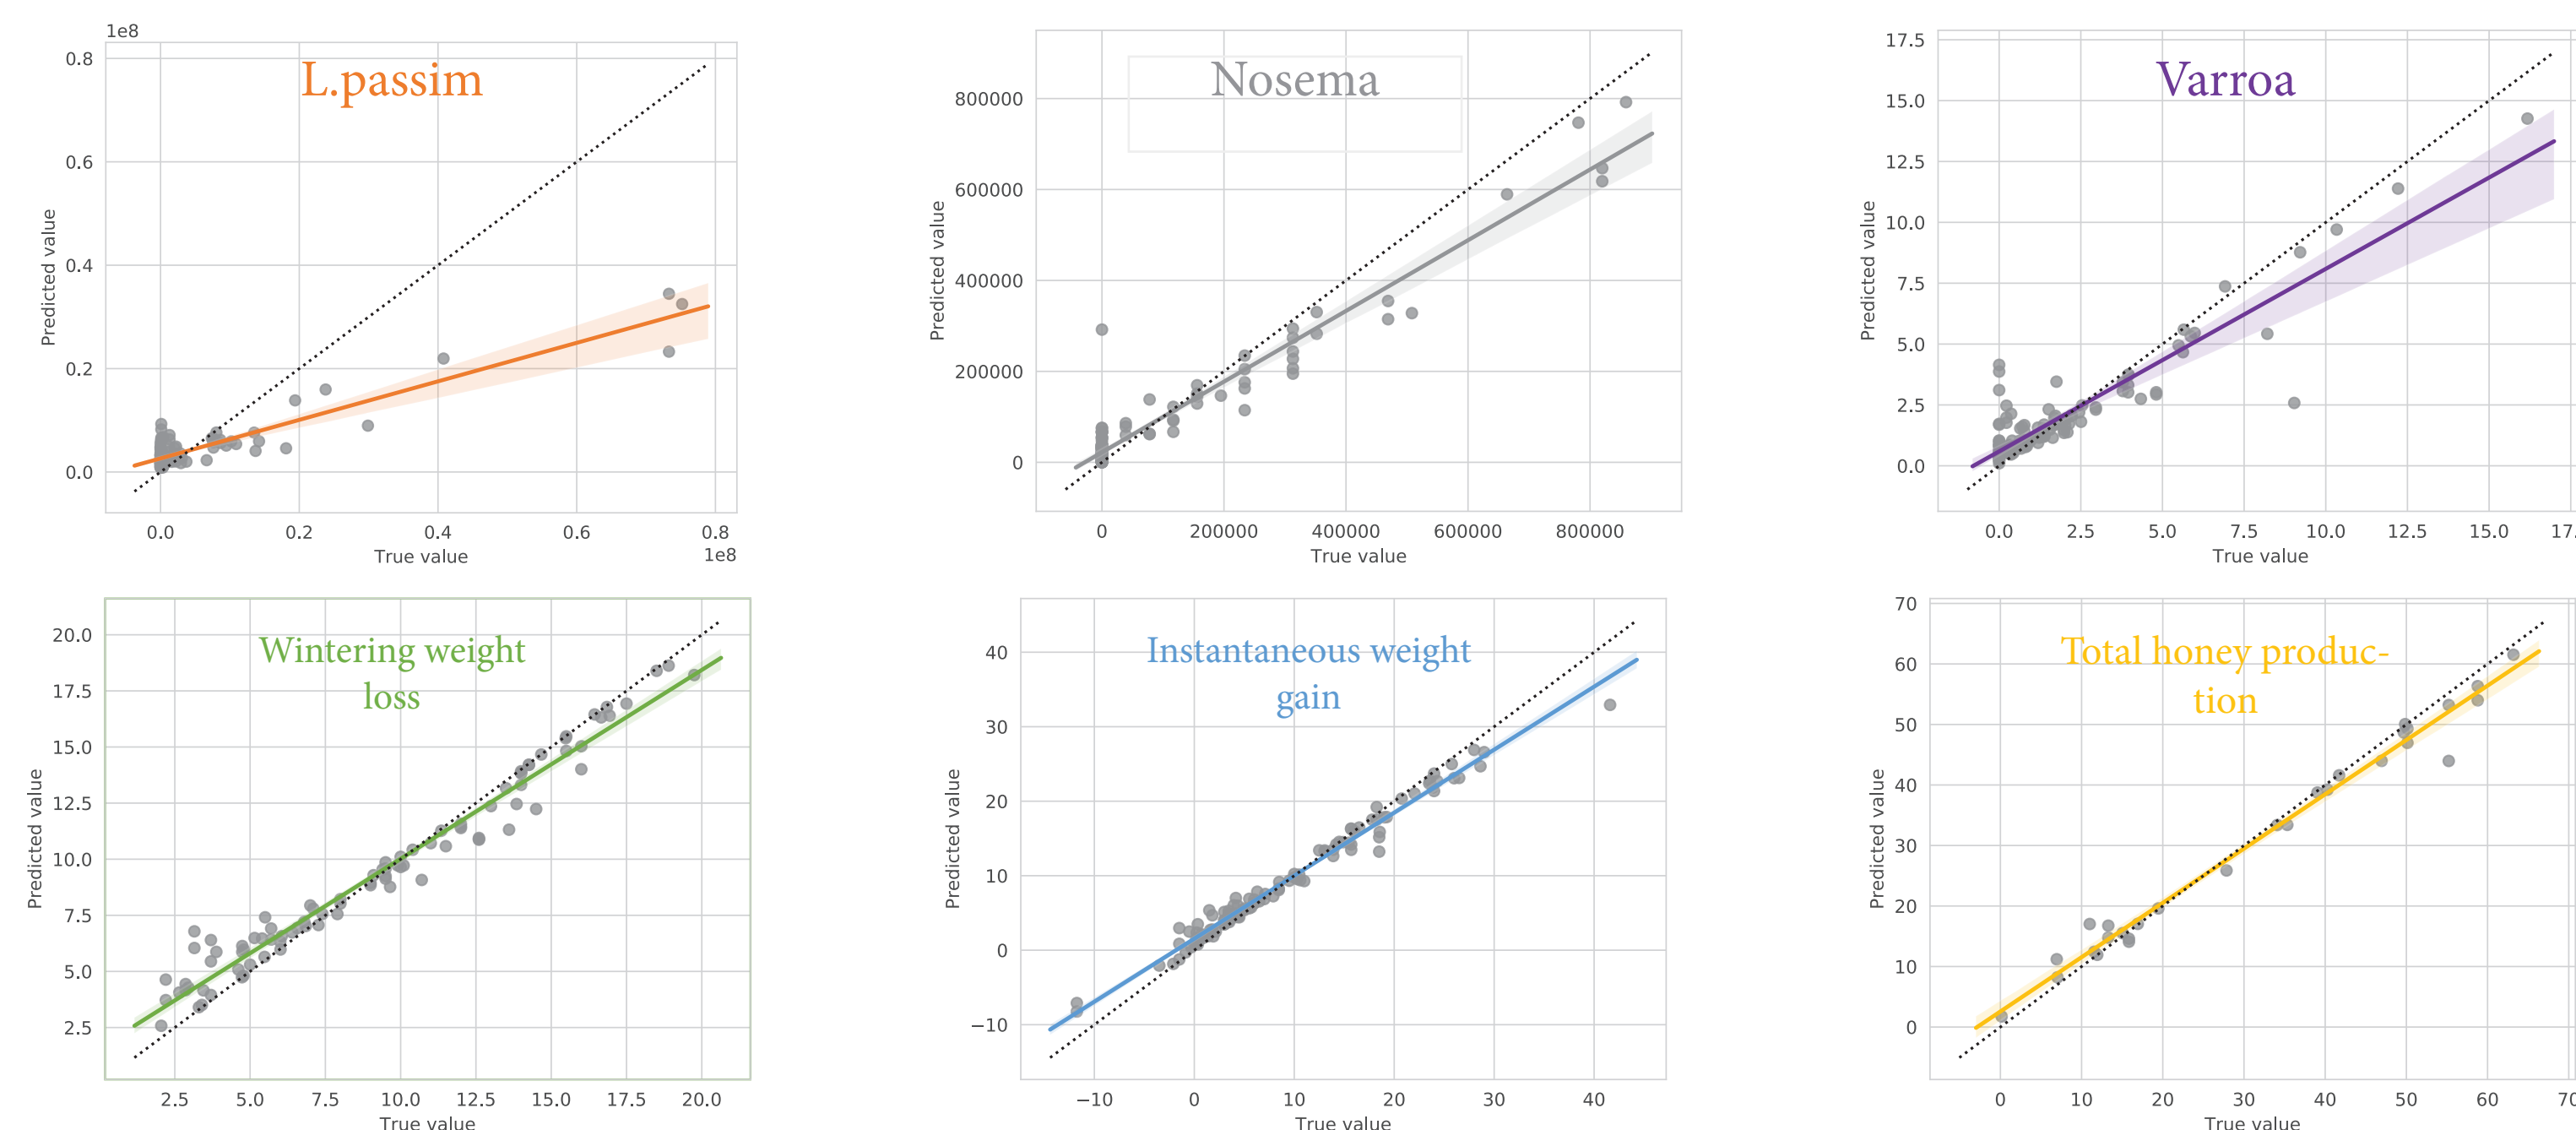 1e8
L.passim
0.8
0.6
0.4
0.2
0.0
Predicted value
0.0 0.2 0.4 0.6 0.8
True value
1e8
Nosema
800000
600000
400000
200000
0
Predicted value
0 200000 400000 600000 800000
True value
Varroa
17.5
15.0
12.5
10.0
7.5
5.0
2.5
0.0
Predicted value
0.0 2.5 5.0 7.5 10.0 12.5 15.0 17.
True value
Wintering weight
loss
20.0
17.5
15.0
12.5
10.0
7.5
5.0
2.5
Predicted value
2.5 5.0 7.5 10.0 12.5 15.0 17.5 20.0
True value
Instantaneous weight
gain
40
30
20
10
0
−10
Predicted value
−10 0 10 20 30 40
True value
Total honey produc-
tion
70
60
50
40
30
20
10
0
Predicted value
0 10 20 30 40 50 60 70
True value